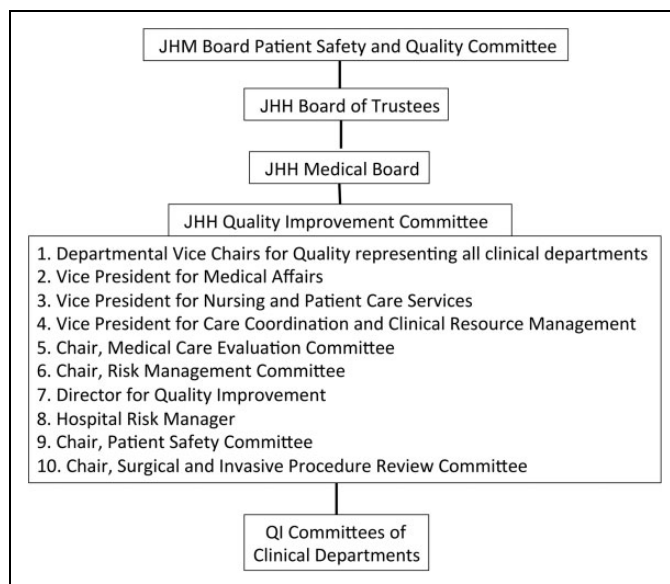 JHM Board Patient Safety and Quality Committee
JHH Board of Trustees
JHH Medical Board
JHH Quality Improvement Committee
1. Departmental Vice Chairs for Quality representing all clinical departments
2. Vice President for Medical Affairs
3. Vice President for Nursing and Patient Care Services
4. Vice President for Care Coordination and Clinical Resource Management
5. Chair, Medical Care Evaluation Committee
6. Chair, Risk Management Committee
7. Director for Quality Improvement
8. Hospital Risk Manager
9. Chair, Patient Safety Committee
10. Chair, Surgical and Invasive Procedure Review Committee
QI Committees of
Clinical Departments